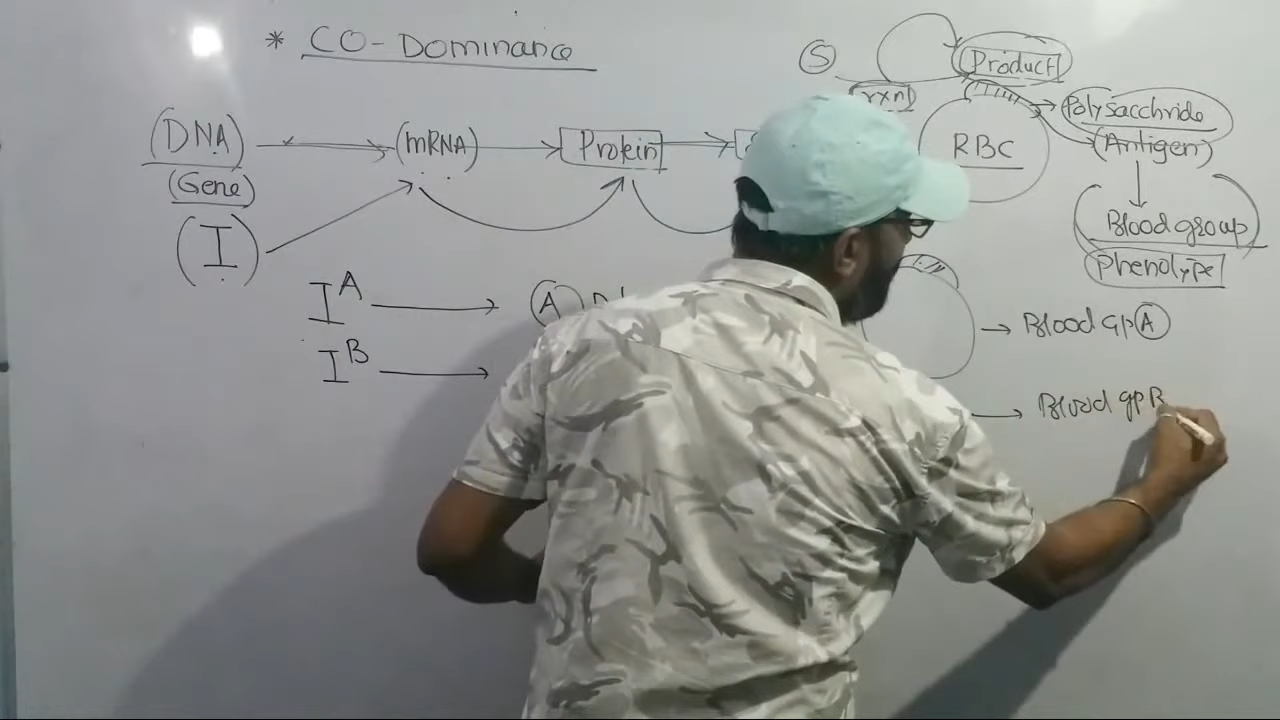 * CO-Dominance
S
Product
rxn
Polysacchride
(DNA)
(mRNA)
Protein
RBC
(Antigen)
(Gene)
(I)
Blood group
Phenotype
I^A
A
Blood gp A
I^B
Blood gp B